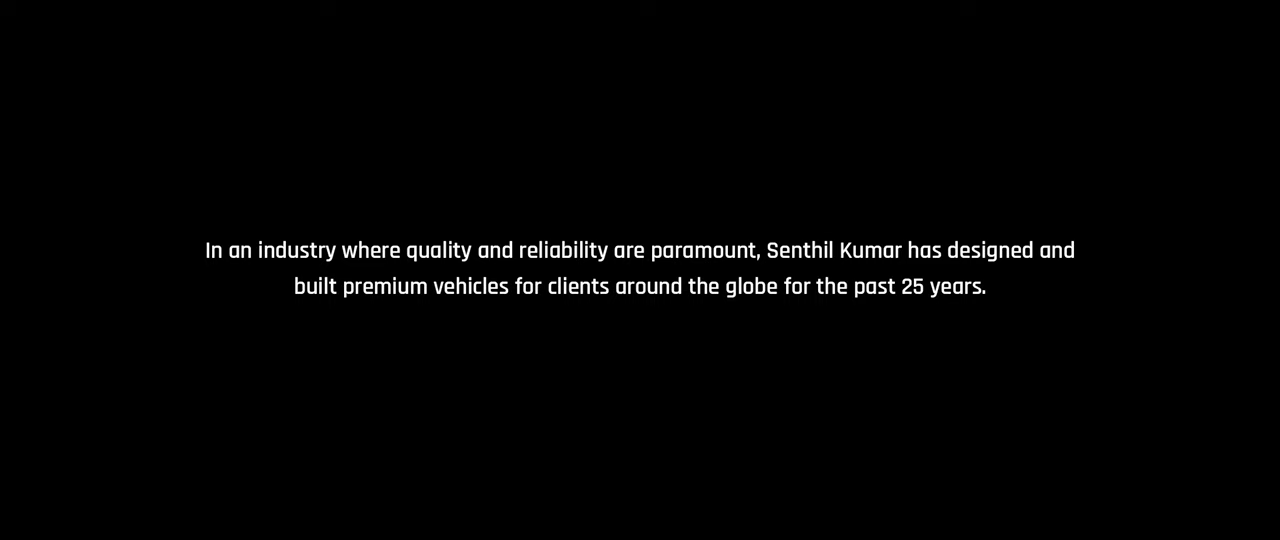 In an industry where quality and reliability are paramount, Senthil Kumar has designed and
built premium vehicles for clients around the globe for the past 25 years.